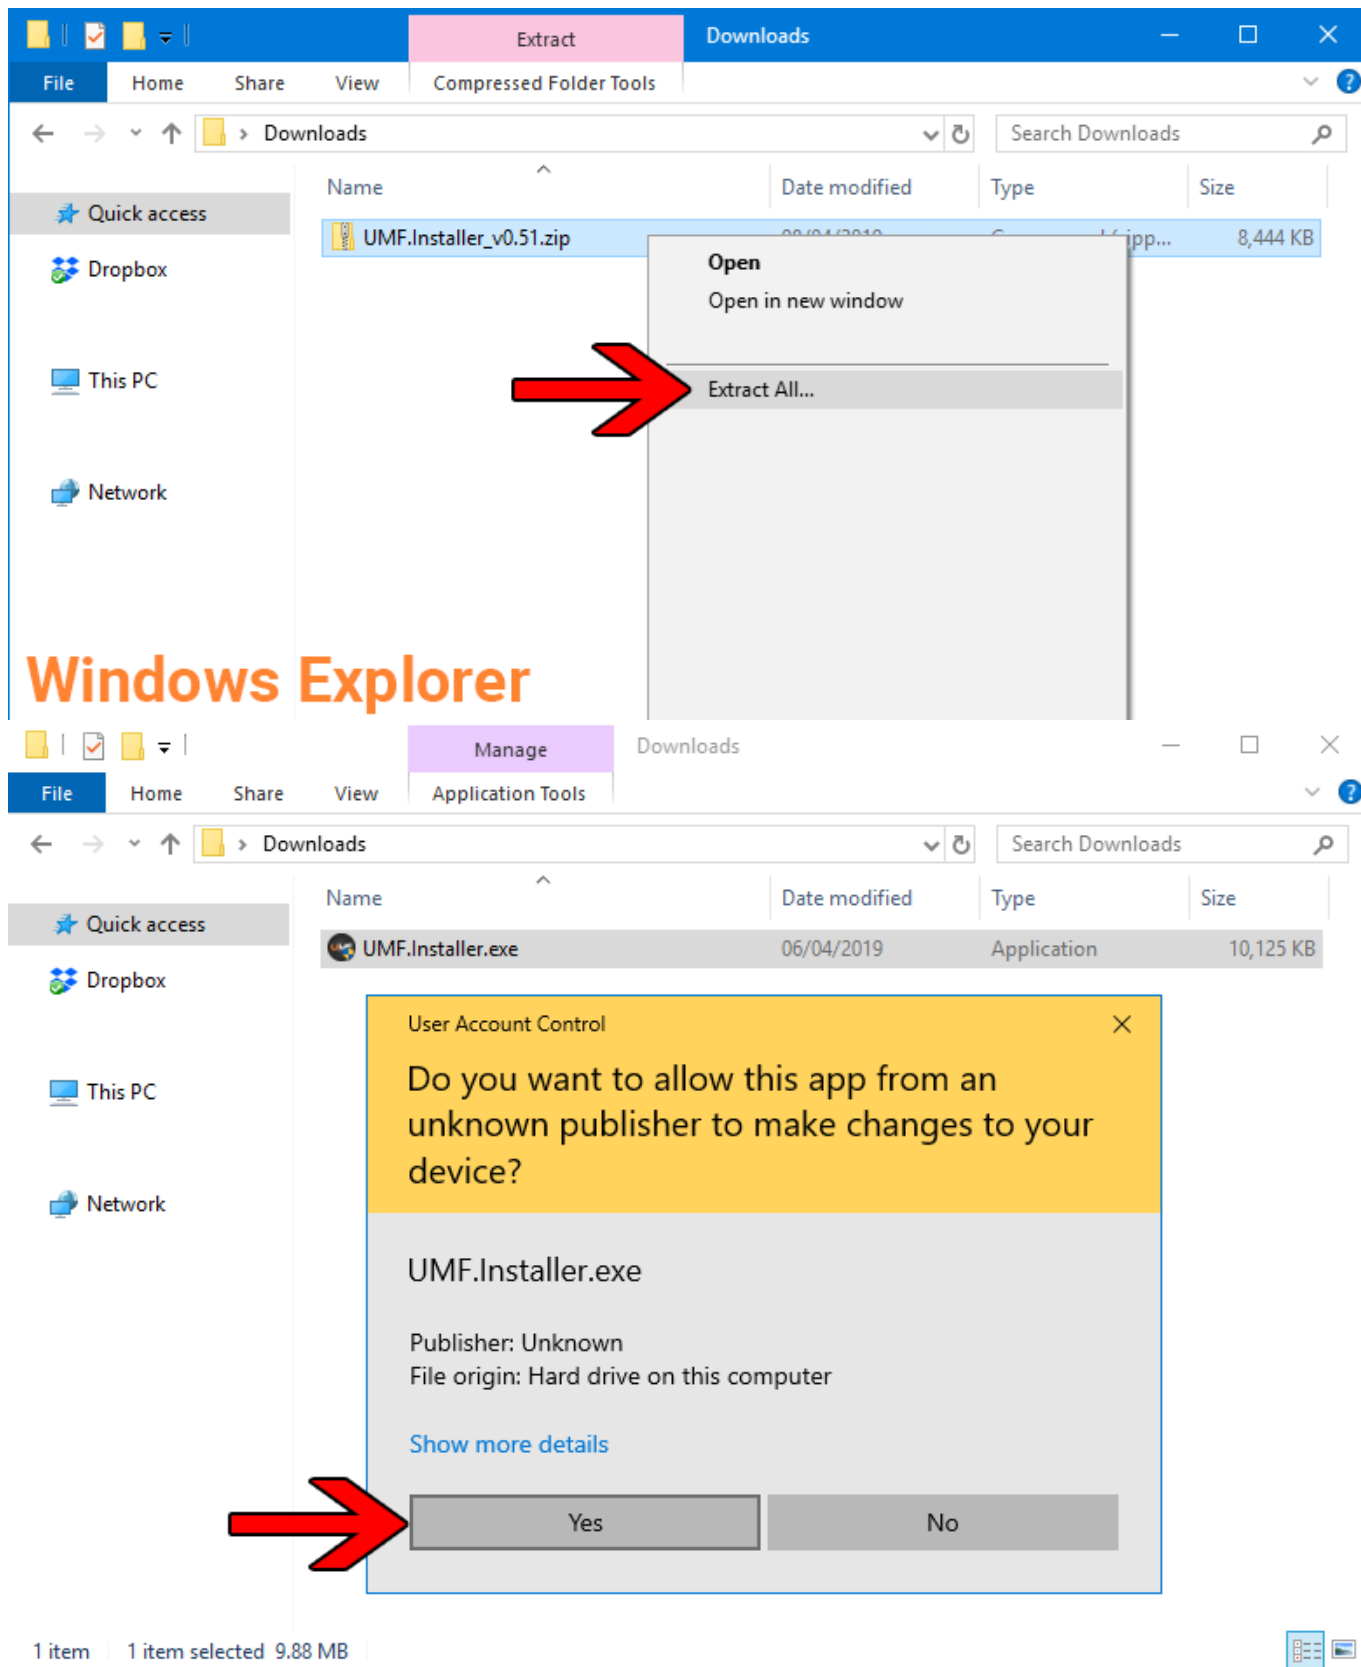 Extract
Downloads
File Home Share View Compressed Folder Tools
Downloads
Search Downloads
Name Date modified Type Size
Quick access
UMF.Installer_v0.51.zip 8,444 KB
Open
Dropbox
Open in new window
This PC
Extract All...
Network
Windows Explorer
Manage
Downloads
File Home Share View Application Tools
Downloads
Search Downloads
Name Date modified Type Size
Quick access
UMF.Installer.exe 06/04/2019 Application 10,125 KB
Dropbox
User Account Control
Do you want to allow this app from an
unknown publisher to make changes to your
device?
This PC
Network
UMF.Installer.exe
Publisher: Unknown
File origin: Hard drive on this computer
Show more details
Yes No
1 item 1 item selected 9.88 MB